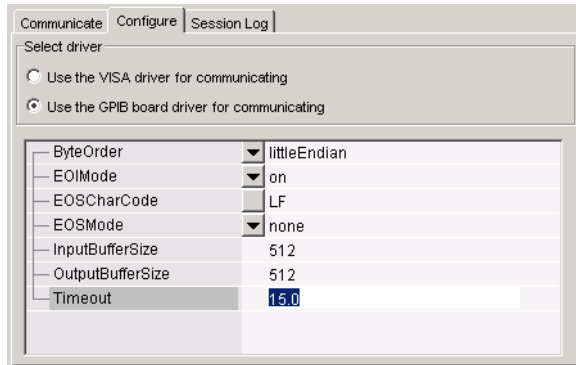 Communicate Configure Session Log
Select driver
Use the VISA driver for communicating
Use the GPIB board driver for communicating
ByteOrder littleEndian
EOIMode on
EOSCharCode LF
EOSMode none
InputBufferSize 512
OutputBufferSize 512
Timeout 15.0